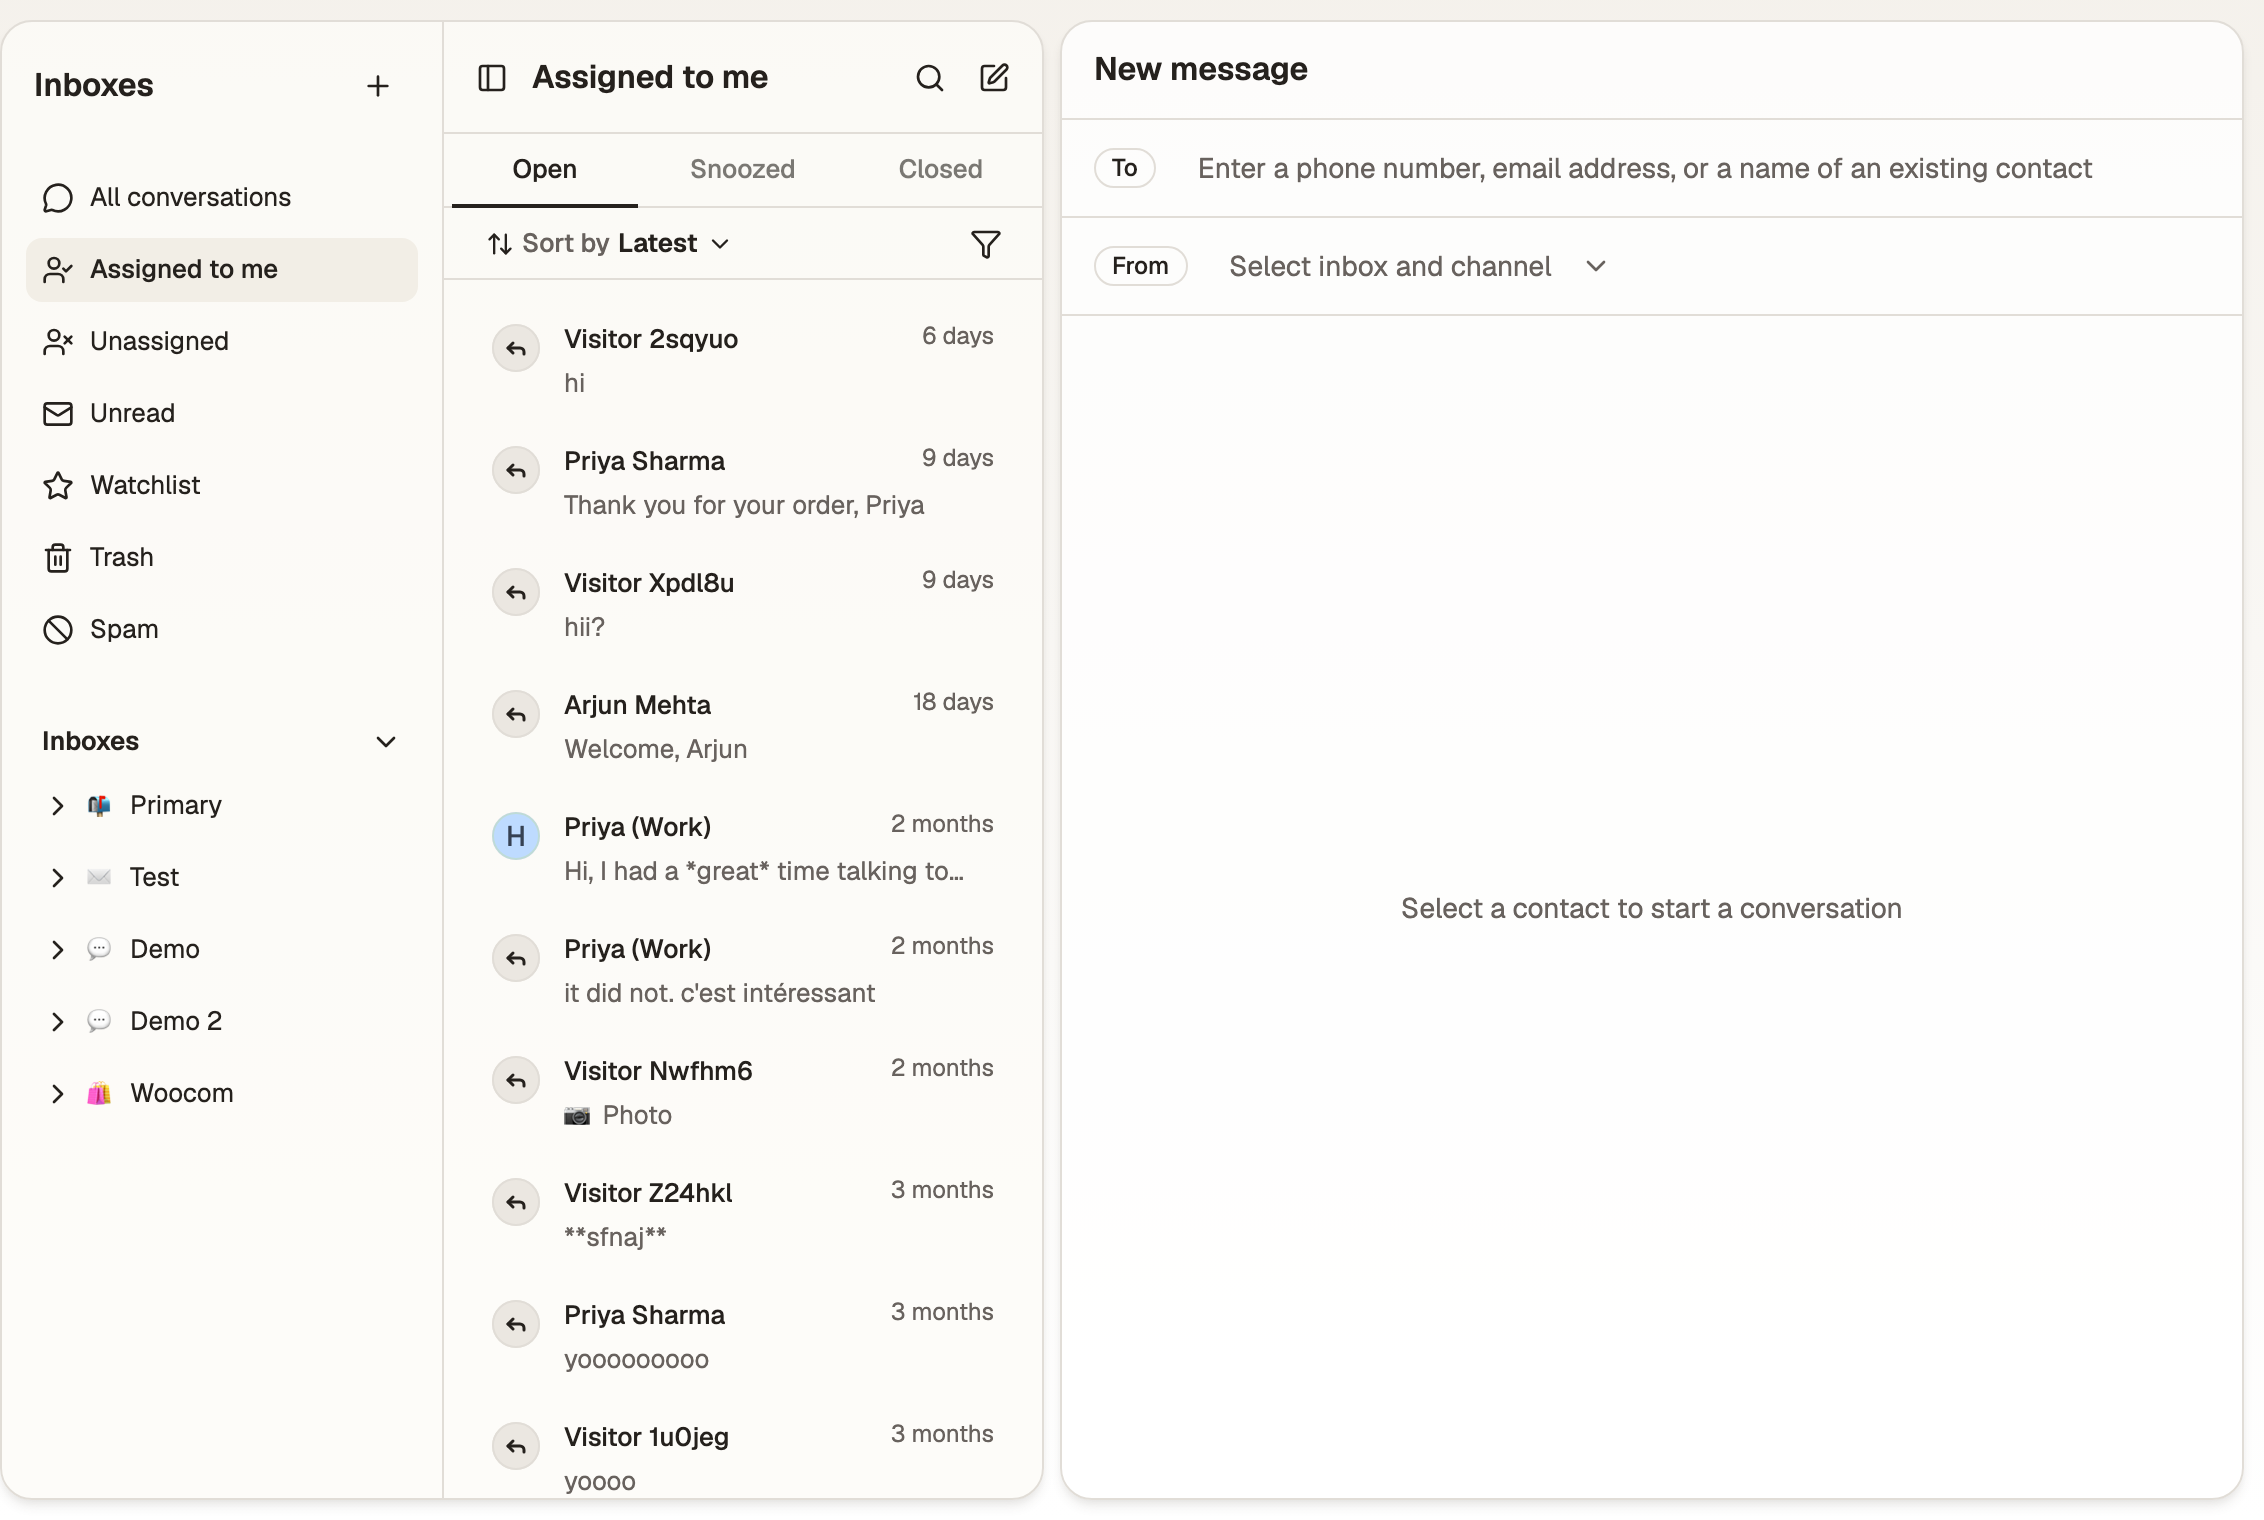 Inboxes
All conversations
Assigned to me
Unassigned
Unread
Watchlist
Trash
Spam
Inboxes
Primary
Test
Demo
Demo 2
Woocom
Assigned to me
Open Snoozed Closed
Sort by Latest
Visitor 2sqyuo 6 days
hi
Priya Sharma 9 days
Thank you for your order, Priya
Visitor Xpdl8u 9 days
hii?
Arjun Mehta 18 days
Welcome, Arjun
H
Priya (Work) 2 months
Hi, I had a *great* time talking to...
Priya (Work) 2 months
it did not. c'est intéressant
Visitor Nwfhm6 2 months
📷 Photo
Visitor Z24hkl 3 months
**sfnaj**
Priya Sharma 3 months
yooooooooo
Visitor 1u0jeg 3 months
yoooo
New message
To Enter a phone number, email address, or a name of an existing contact
From Select inbox and channel
Select a contact to start a conversation